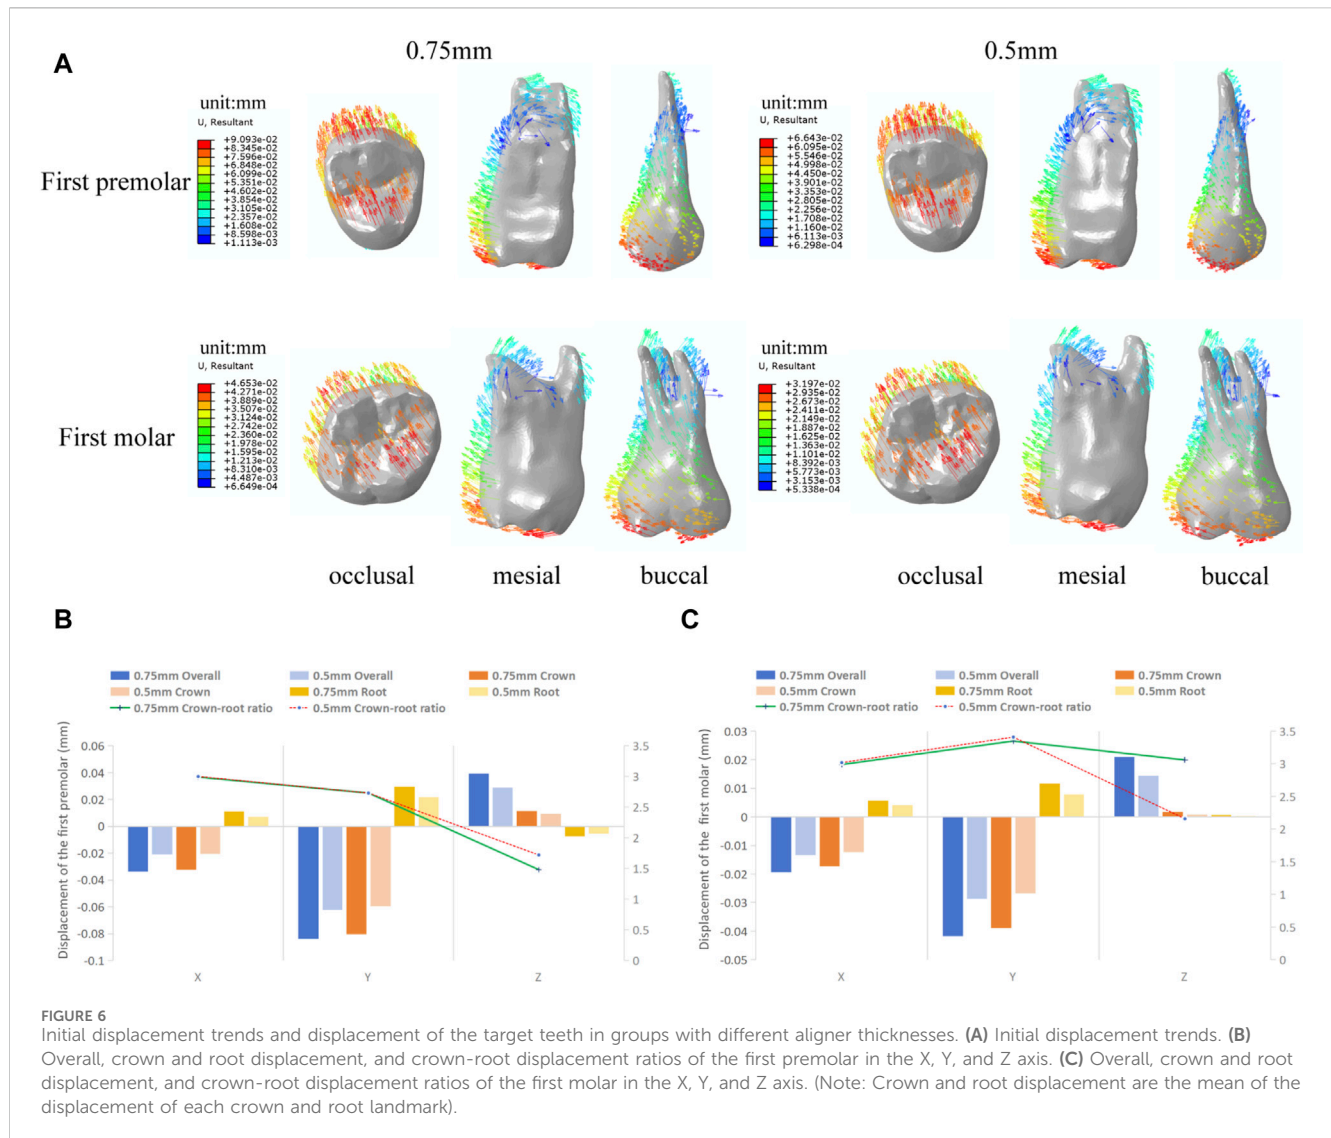 A
0.75mm
0.5mm
First premolar
unit:mm
U, Resultant
+9.093e-02
+8.345e-02
+7.596e-02
+6.848e-02
+6.099e-02
+5.351e-02
+4.602e-02
+3.854e-02
+3.105e-02
+2.357e-02
+1.608e-02
+8.598e-03
+1.113e-03
unit:mm
U, Resultant
+6.643e-02
+6.095e-02
+5.546e-02
+4.998e-02
+4.450e-02
+3.901e-02
+3.353e-02
+2.805e-02
+2.256e-02
+1.708e-02
+1.160e-02
+6.113e-03
+6.298e-04
First molar
unit:mm
U, Resultant
+4.653e-02
+4.271e-02
+3.889e-02
+3.507e-02
+3.124e-02
+2.742e-02
+2.360e-02
+1.978e-02
+1.595e-02
+1.213e-02
+8.310e-03
+4.487e-03
+6.649e-04
unit:mm
U, Resultant
+3.197e-02
+2.935e-02
+2.673e-02
+2.411e-02
+2.149e-02
+1.887e-02
+1.625e-02
+1.363e-02
+1.101e-02
+8.392e-03
+5.773e-03
+3.153e-03
+5.338e-04
occlusal mesial buccal occlusal mesial buccal
B
0.75mm Overall 0.5mm Overall 0.75mm Crown
0.5mm Crown 0.75mm Root 0.5mm Root
0.75mm Crown-root ratio 0.5mm Crown-root ratio
Displacement of the first premolar (mm)
0.06
0.04
0.02
0
-0.02
-0.04
-0.06
-0.08
-0.1
3.5
3
2.5
2
1.5
1
0.5
0
X Y Z
C
0.75mm Overall 0.5mm Overall 0.75mm Crown
0.5mm Crown 0.75mm Root 0.5mm Root
0.75mm Crown-root ratio 0.5mm Crown-root ratio
Displacement of the first molar (mm)
0.03
0.02
0.01
0
-0.01
-0.02
-0.03
-0.04
-0.05
3.5
3
2.5
2
1.5
1
0.5
0
X Y Z
FIGURE 6
Initial displacement trends and displacement of the target teeth in groups with different aligner thicknesses. (A) Initial displacement trends. (B)
Overall, crown and root displacement, and crown-root displacement ratios of the first premolar in the X, Y, and Z axis. (C) Overall, crown and root
displacement, and crown-root displacement ratios of the first molar in the X, Y, and Z axis. (Note: Crown and root displacement are the mean of the
displacement of each crown and root landmark).